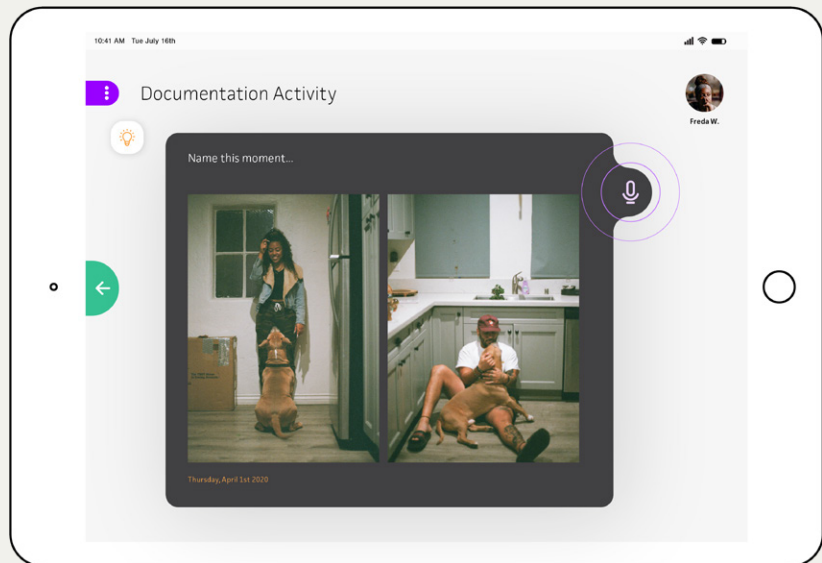 10:41 AM Tue July 16th
Documentation Activity
Freda W.
Name this moment...
Thursday, April 1st 2020